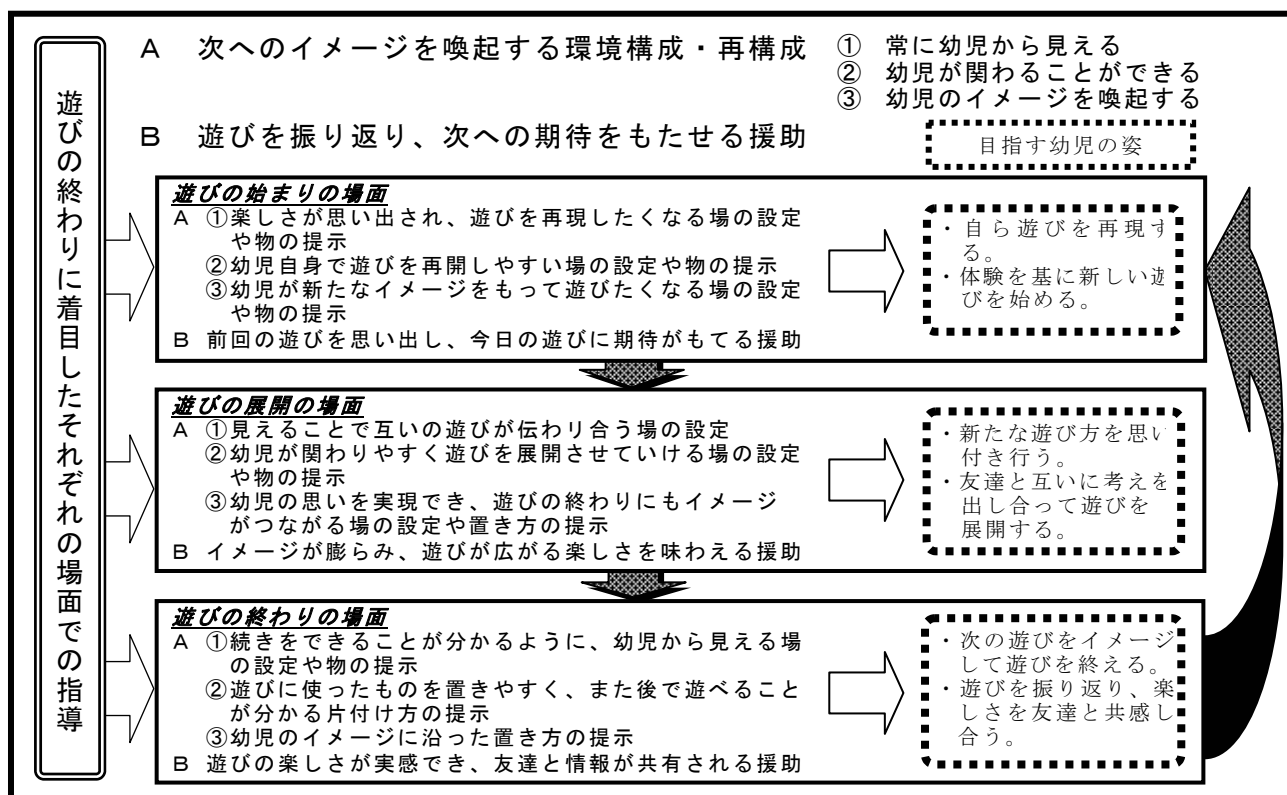 遊びの終わりに着目したそれぞれの場面での指導
A 次へのイメージを喚起する環境構成・再構成
① 常に幼児から見える
② 幼児が関わることができる
③ 幼児のイメージを喚起する
B 遊びを振り返り、次への期待をもたせる援助
目指す幼児の姿
遊びの始まりの場面
A ①楽しさが思い出され、遊びを再現したくなる場の設定
や物の提示
②幼児自身で遊びを再開しやすい場の設定や物の提示
③幼児が新たなイメージをもって遊びたくなる場の設定
や物の提示
B 前回の遊びを思い出し、今日の遊びに期待がもてる援助
・自ら遊びを再現す
る。
・体験を基に新しい遊
びを始める。
遊びの展開の場面
A ①見えることで互いの遊びが伝わり合う場の設定
②幼児が関わりやすく遊びを展開させていける場の設定
や物の提示
③幼児の思いを実現でき、遊びの終わりにもイメージ
がつながる場の設定や置き方の提示
B イメージが膨らみ、遊びが広がる楽しさを味わえる援助
・新たな遊び方を思い
付き行う。
・友達と互いに考えを
出し合って遊びを
展開する。
遊びの終わりの場面
A ①続きをできることが分かるように、幼児から見える場
の設定や物の提示
②遊びに使ったものを置きやすく、また後で遊べること
が分かる片付け方の提示
③幼児のイメージに沿った置き方の提示
B 遊びの楽しさが実感でき、友達と情報が共有される援助
・次の遊びをイメージ
して遊びを終える。
・遊びを振り返り、楽
しさを友達と共感し
合う。